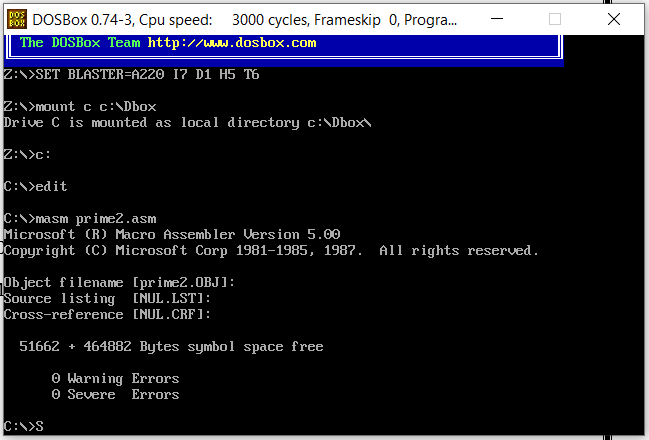 DOSBox 0.74-3, Cpu speed: 3000 cycles, Frameskip 0, Progra...
DOS BOX
The DOSBox Team http://www.dosbox.com
Z:\>SET BLASTER=A220 I7 D1 H5 T6
Z:\>mount c c:\Dbox
Drive C is mounted as local directory c:\Dbox\
Z:\>c:
C:\>edit
C:\>masm prime2.asm
Microsoft (R) Macro Assembler Version 5.00
Copyright (C) Microsoft Corp 1981-1985, 1987.  All rights reserved.
Object filename [prime2.OBJ]:
Source listing  [NUL.LST]:
Cross-reference [NUL.CRF]:
51662 + 464882 Bytes symbol space free
0 Warning Errors
0 Severe  Errors
C:\>S